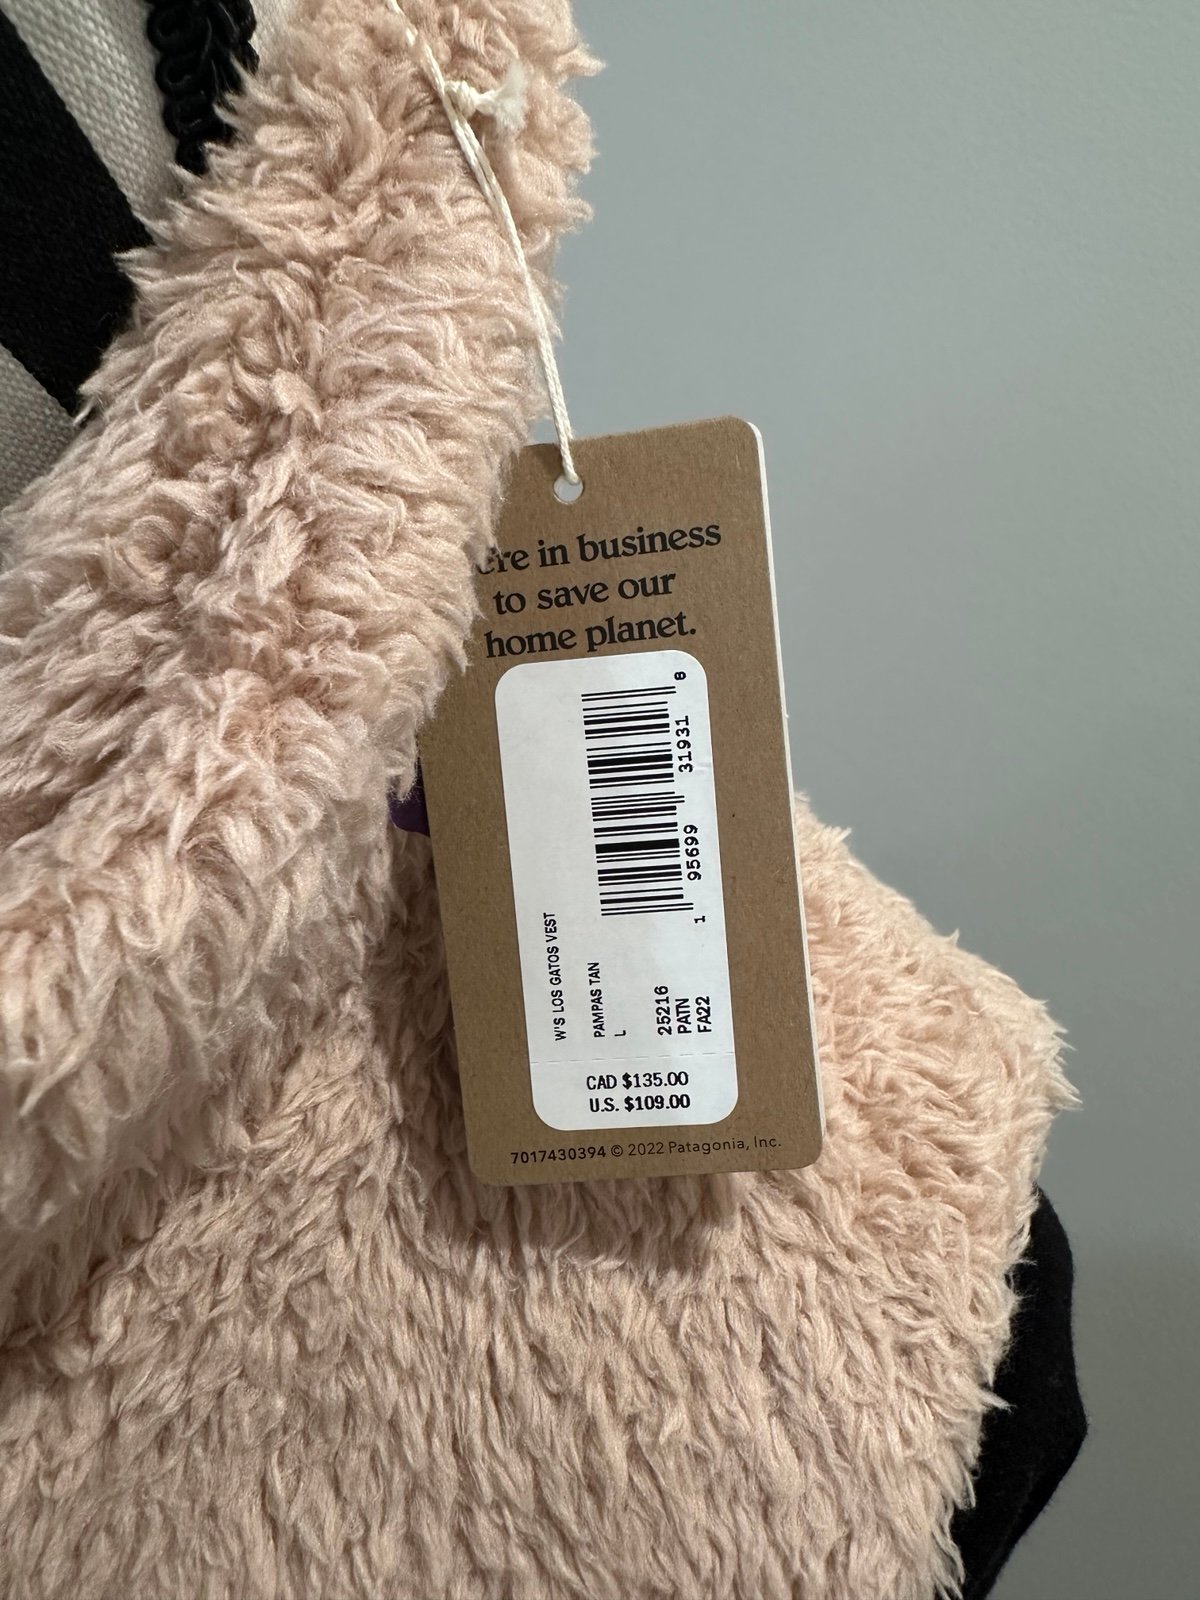 in business
to save our
home planet.
1 95699 31931 8
W'S LOS GATOS VEST
PAMPAS TAN
L
25216
PATN
FA22
CAD $135.00
U.S. $109.00
7017430394 © 2022 Patagonia, Inc.